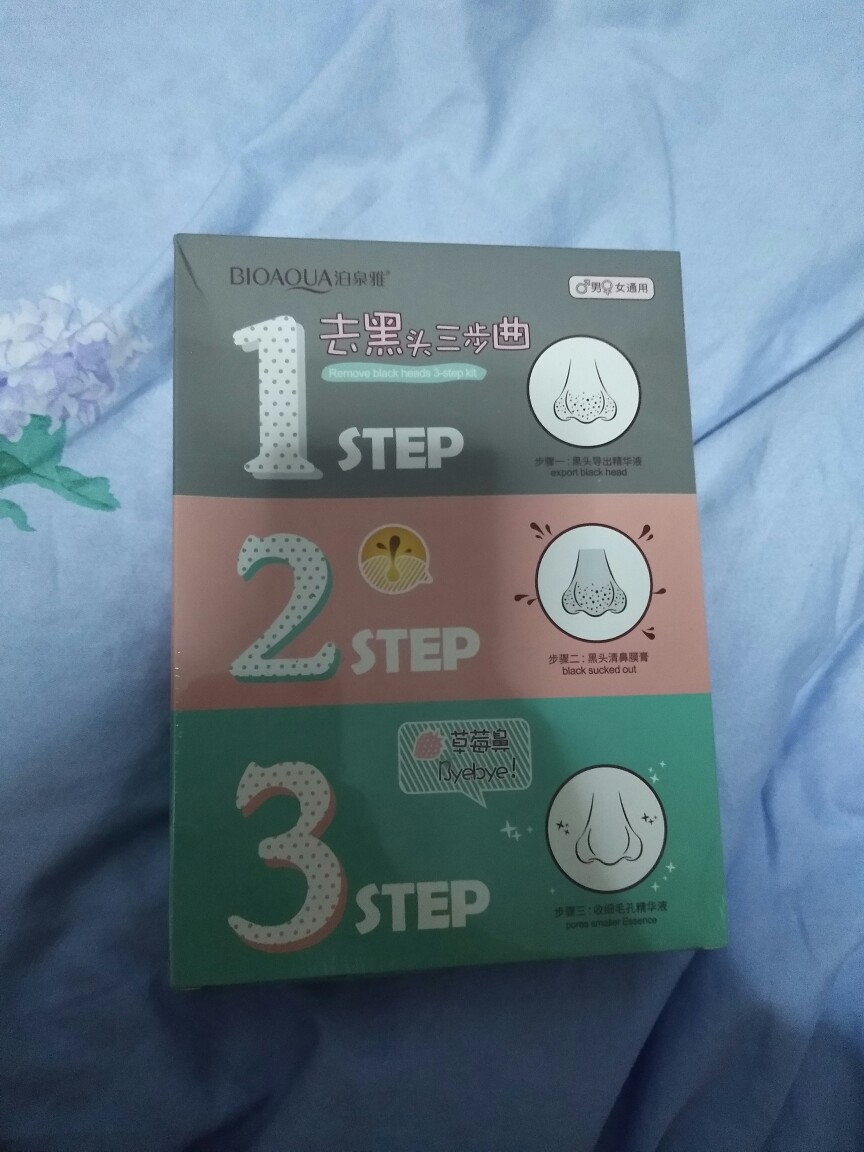 BIOAQUA泊泉雅®
男女通用
1
去黑头三步曲
Remove black heads 3-step kit
STEP
步骤一：黑头导出精华液
export black head
2
STEP
步骤二：黑头清鼻膜膏
black sucked out
草莓鼻
Byebye!
3
STEP
步骤三：收细毛孔精华液
pores smaller Essence